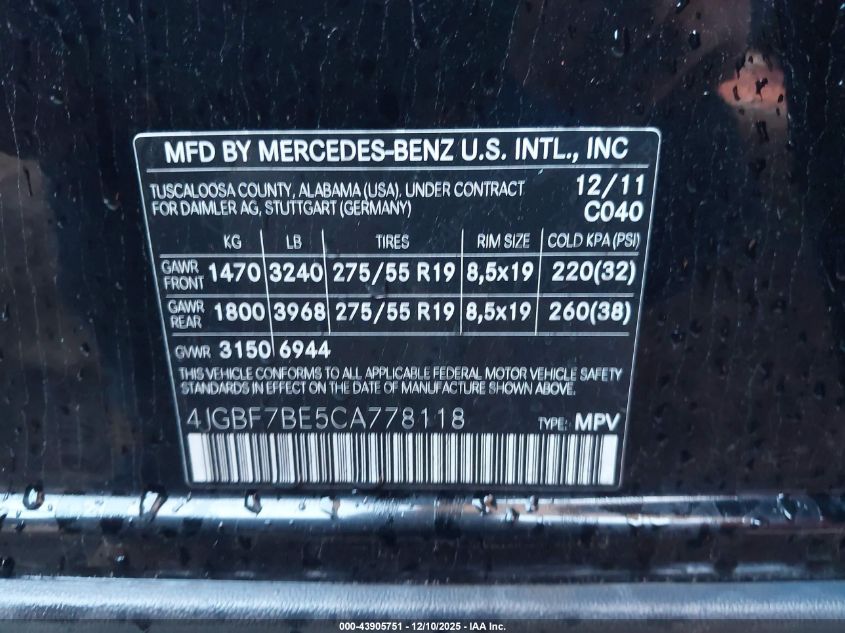 MFD BY MERCEDES-BENZ U.S. INTL., INC
TUSCALOOSA COUNTY, ALABAMA (USA). UNDER CONTRACT 12/11
FOR DAIMLER AG, STUTTGART (GERMANY) C040
KG LB TIRES RIM SIZE COLD KPA (PSI)
GAWR FRONT 1470 3240 275/55 R19 8,5x19 220(32)
GAWR REAR 1800 3968 275/55 R19 8,5x19 260(38)
GVWR 3150 6944
THIS VEHICLE CONFORMS TO ALL APPLICABLE FEDERAL MOTOR VEHICLE SAFETY
STANDARDS IN EFFECT ON THE DATE OF MANUFACTURE SHOWN ABOVE.
4JGBF7BE5CA778118 TYPE: MPV
000-43905751 - 12/10/2025 - IAA Inc.